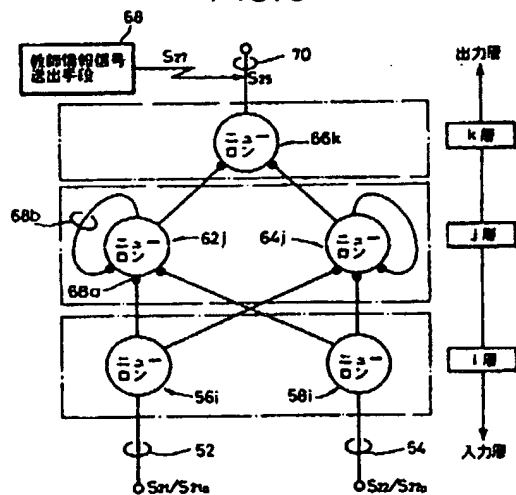 68
教師情報信号
送出手段
S27
S25
70
出力層
ニュー
ロン
66k
k層
68b
ニュー
ロン
62j
64j
ニュー
ロン
j層
68a
ニュー
ロン
56i
ニュー
ロン
58i
i層
52
54
入力層
S21/S21a
S22/S22a